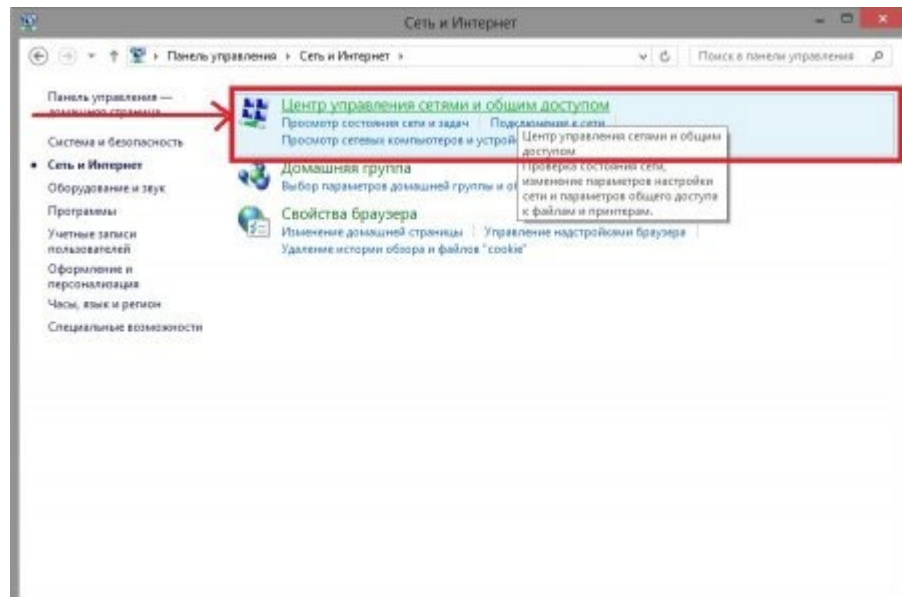 Сеть и Интернет
Панель управления › Сеть и Интернет ›
Поиск в панели управления
Панель управления —
домашняя страница
Система и безопасность
Сеть и Интернет
Оборудование и звук
Программы
Учетные записи
пользователей
Оформление и
персонализация
Часы, язык и регион
Специальные возможности
Центр управления сетями и общим доступом
Просмотр состояния сети и задач
Подключение к сети
Просмотр сетевых компьютеров и устрой
Центр управления сетями и общим
доступом
Проверка состояния сети,
изменение параметров настройки
сети и параметров общего доступа
к файлам и принтерам.
Домашняя группа
Выбор параметров домашней группы и об
Свойства браузера
Изменение домашней страницы
Управление надстройками браузера
Удаление истории обзора и файлов "cookie"